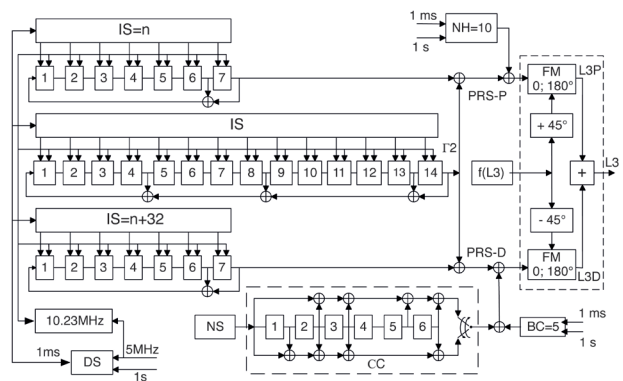 IS=n
1 ms
1 s
NH=10
1 2 3 4 5 6 7
PRS-P
FM
0; 180°
L3P
+ 45°
IS
Г2
1 2 3 4 5 6 7 8 9 10 11 12 13 14
f(L3)
+
L3
IS=n+32
- 45°
1 2 3 4 5 6 7
PRS-D
FM
0; 180°
L3D
10.23MHz
5MHz
1ms
DS
1s
NS
1 2 3 4 5 6
CC
BC=5
1 ms
1 s